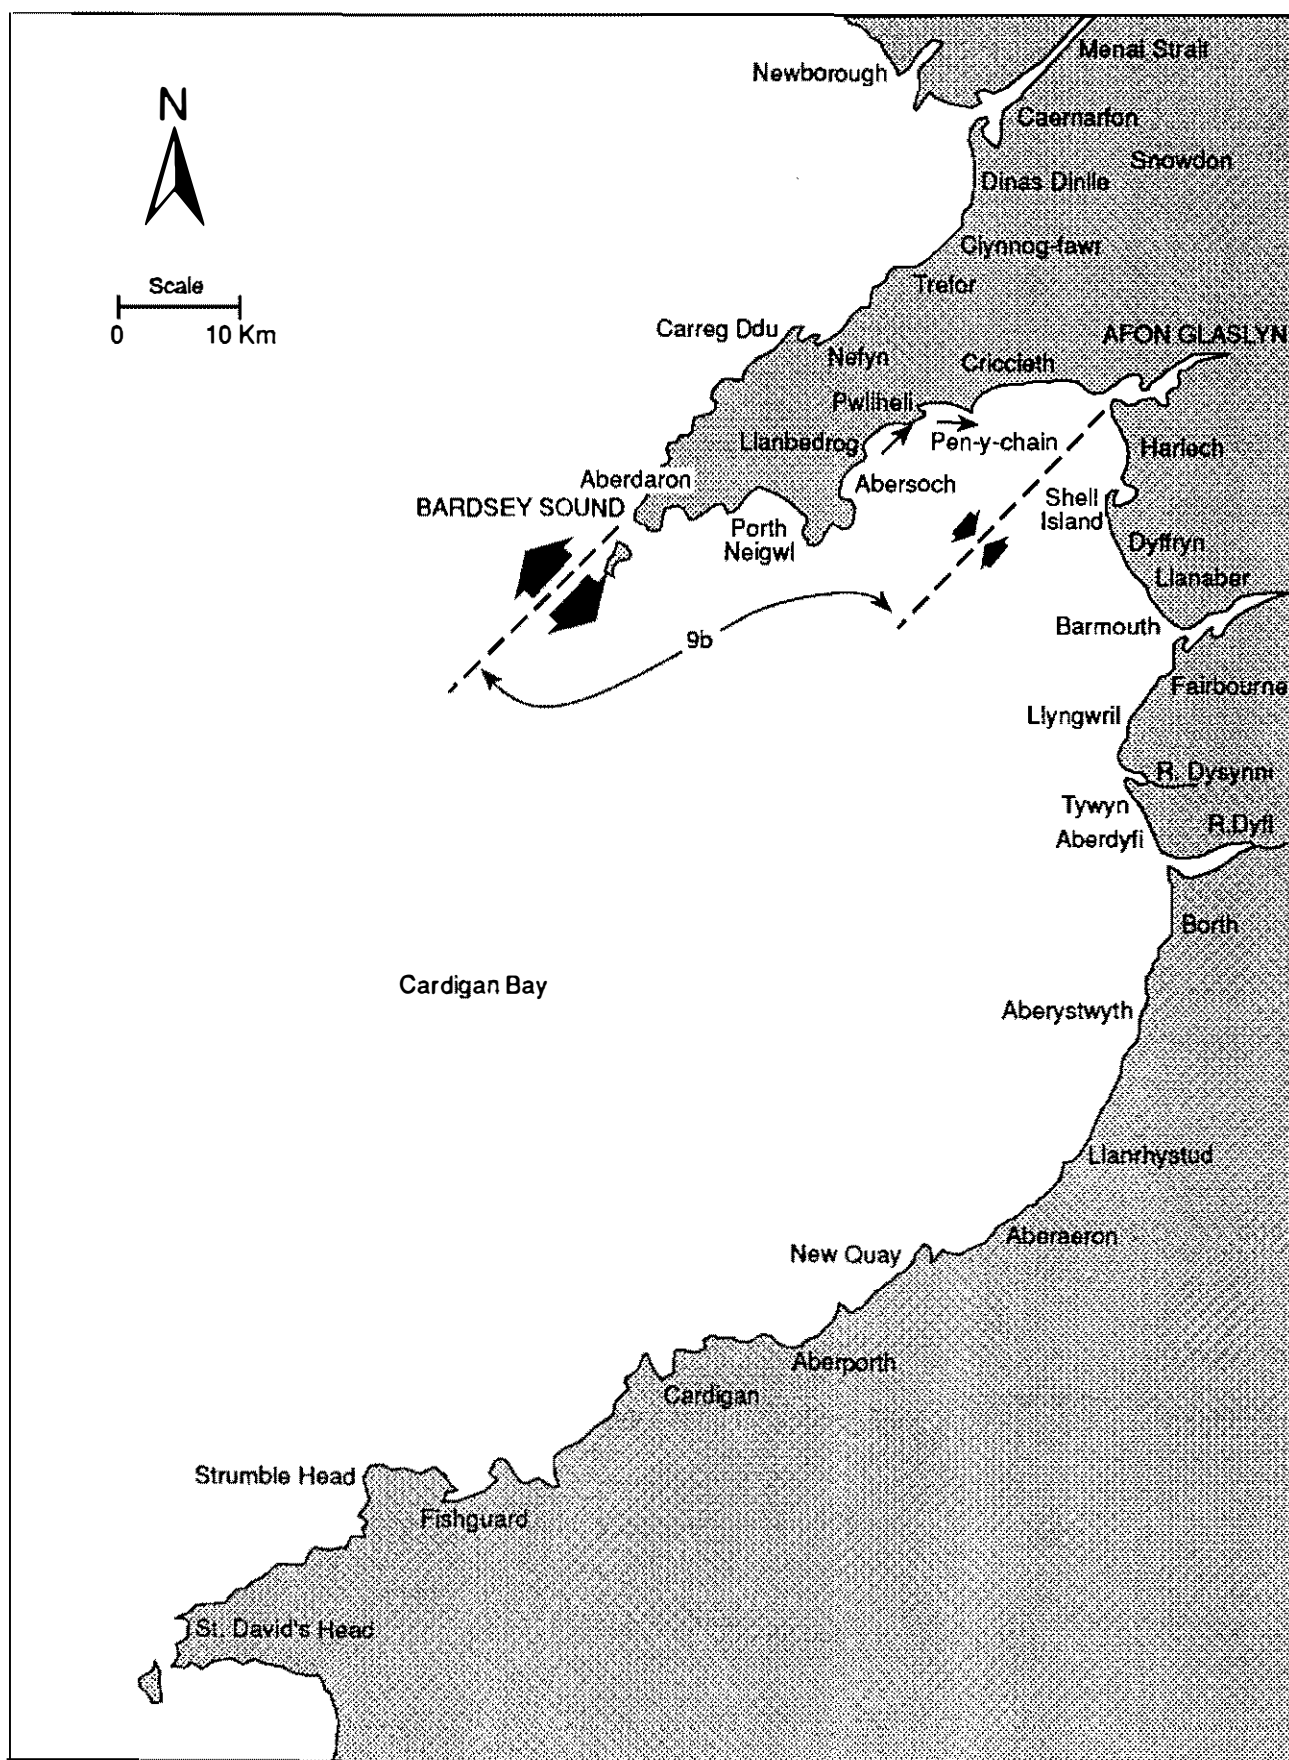 Menai Strait
Newborough
N
Caernarfon
Snowdon
Dinas Dinlle
Clynnog-fawr
Trefor
Scale
0 10 Km
Carreg Ddu
AFON GLASLYN
Nefyn
Criccieth
Pwllheli
Llanbedrog
Pen-y-chain
Harlech
Aberdaron
Abersoch
BARDSEY SOUND
Shell
Island
Porth
Neigwl
Dyffryn
Llanaber
Barmouth
9b
Fairbourne
Llyngwril
R. Dysynni
Tywyn
R.Dyfi
Aberdyfi
Borth
Cardigan Bay
Aberystwyth
Llanrhystud
Aberaeron
New Quay
Aberporth
Cardigan
Strumble Head
Fishguard
St. David's Head